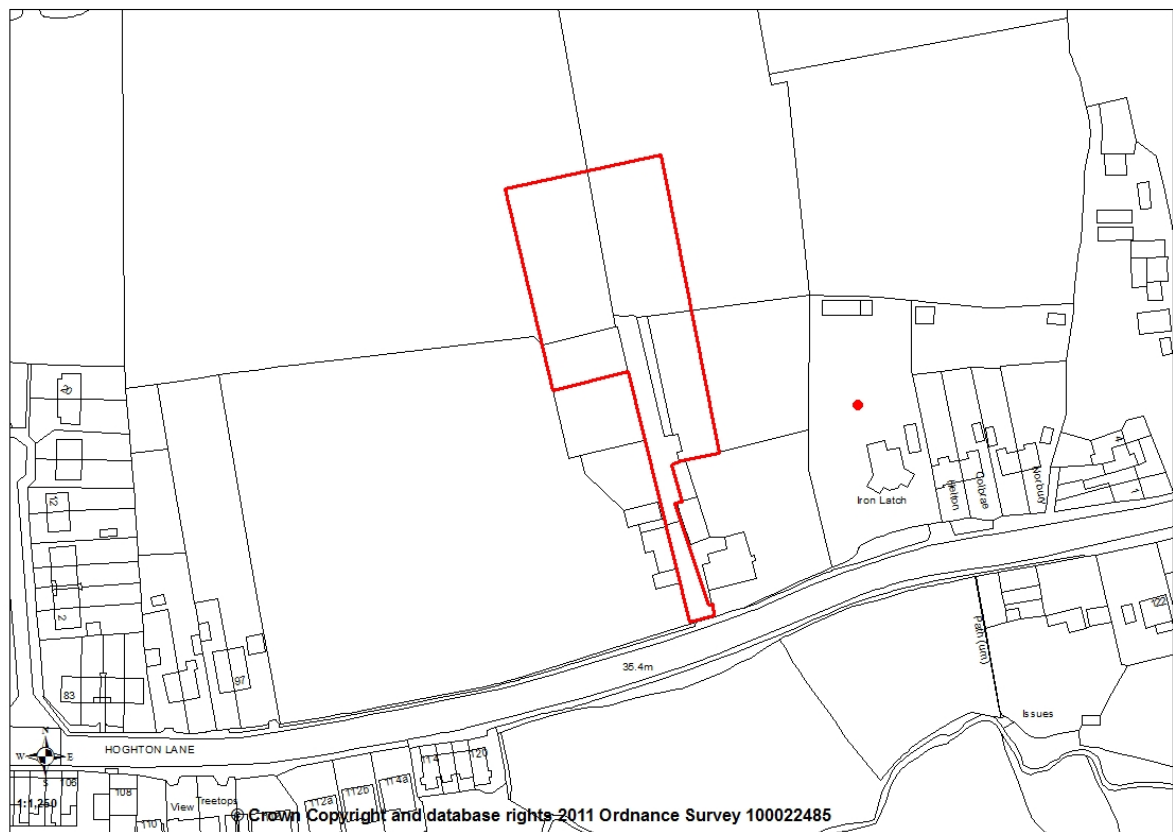 20
12
2
83
97
HOGHTON LANE
N
W
E
S
1:1,250
106
108
110
View
Treetops
112a
112b
114a
114
120
35.4m
Iron Latch
Helton
Colbrae
Norbury
4
1
Path (um)
Issues
122
© Crown Copyright and database rights 2011 Ordnance Survey 100022485